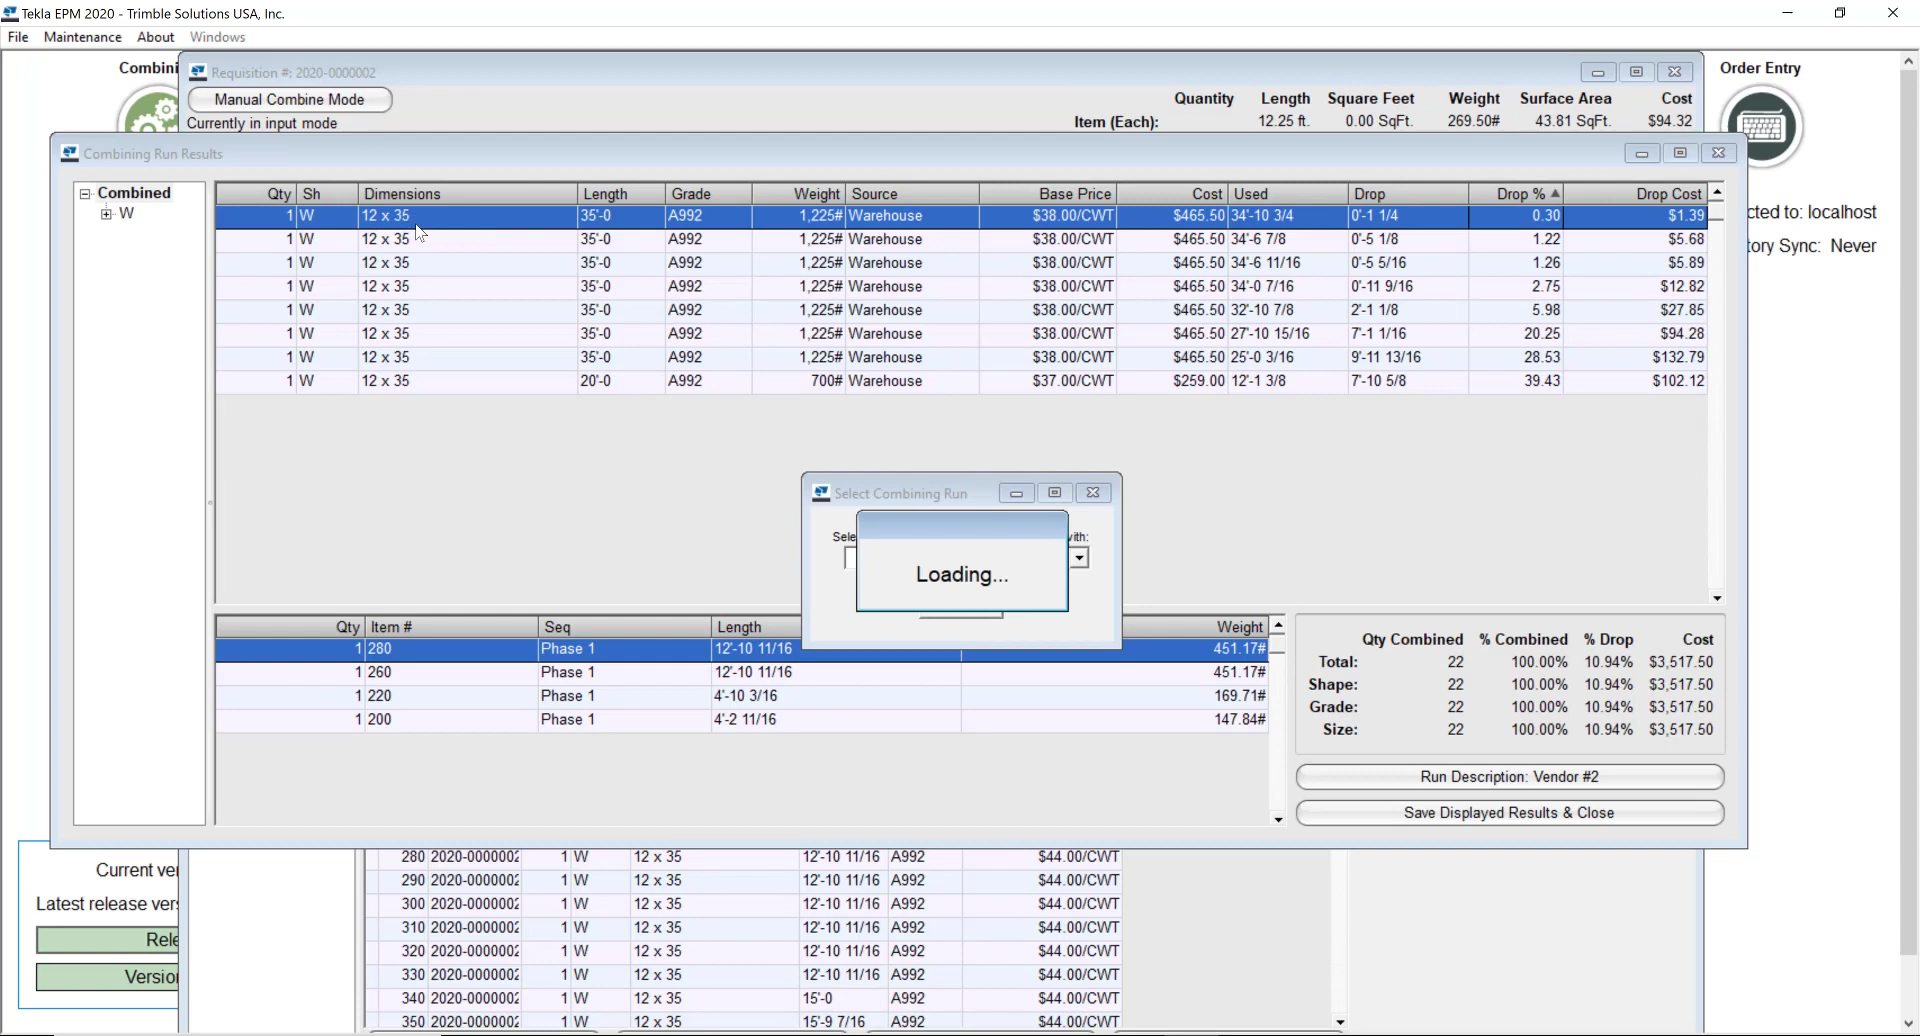 Tekla EPM 2020 - Trimble Solutions USA, Inc.
File Maintenance About Windows
Order Entry
Requisition #: 2020-0000002
Manual Combine Mode
Currently in input mode
Quantity Length Square Feet Weight Surface Area Cost
Item (Each): 12.25 ft. 0.00 SqFt. 269.50# 43.81 SqFt. $94.32
Combining Run Results
Combined
W
Qty Sh Dimensions Length Grade Weight Source Base Price Cost Used Drop Drop % Drop Cost
1 W 12 x 35 35'-0 A992 1,225# Warehouse $38.00/CWT $465.50 34'-10 3/4 0'-1 1/4 0.30 $1.39
1 W 12 x 35 35'-0 A992 1,225# Warehouse $38.00/CWT $465.50 34'-6 7/8 0'-5 1/8 1.22 $5.68
1 W 12 x 35 35'-0 A992 1,225# Warehouse $38.00/CWT $465.50 34'-6 11/16 0'-5 5/16 1.26 $5.89
1 W 12 x 35 35'-0 A992 1,225# Warehouse $38.00/CWT $465.50 34'-0 7/16 0'-11 9/16 2.75 $12.82
1 W 12 x 35 35'-0 A992 1,225# Warehouse $38.00/CWT $465.50 32'-10 7/8 2'-1 1/8 5.98 $27.85
1 W 12 x 35 35'-0 A992 1,225# Warehouse $38.00/CWT $465.50 27'-10 15/16 7'-1 1/16 20.25 $94.28
1 W 12 x 35 35'-0 A992 1,225# Warehouse $38.00/CWT $465.50 25'-0 3/16 9'-11 13/16 28.53 $132.79
1 W 12 x 35 20'-0 A992 700# Warehouse $37.00/CWT $259.00 12'-1 3/8 7'-10 5/8 39.43 $102.12
to: localhost
Sync: Never
Select Combining Run
Loading...
Qty Item # Seq Length Weight
1 280 Phase 1 12'-10 11/16 451.17#
1 260 Phase 1 12'-10 11/16 451.17#
1 220 Phase 1 4'-10 3/16 169.71#
1 200 Phase 1 4'-2 11/16 147.84#
Qty Combined % Combined % Drop Cost
Total: 22 100.00% 10.94% $3,517.50
Shape: 22 100.00% 10.94% $3,517.50
Grade: 22 100.00% 10.94% $3,517.50
Size: 22 100.00% 10.94% $3,517.50
Run Description: Vendor #2
Save Displayed Results & Close
Current
Latest release
280 2020-0000002 1 W 12 x 35 12'-10 11/16 A992 $44.00/CWT
290 2020-0000002 1 W 12 x 35 12'-10 11/16 A992 $44.00/CWT
300 2020-0000002 1 W 12 x 35 12'-10 11/16 A992 $44.00/CWT
310 2020-0000002 1 W 12 x 35 12'-10 11/16 A992 $44.00/CWT
320 2020-0000002 1 W 12 x 35 12'-10 11/16 A992 $44.00/CWT
330 2020-0000002 1 W 12 x 35 12'-10 11/16 A992 $44.00/CWT
340 2020-0000002 1 W 12 x 35 15'-0 A992 $44.00/CWT
350 2020-0000002 1 W 12 x 35 15'-9 7/16 A992 $44.00/CWT